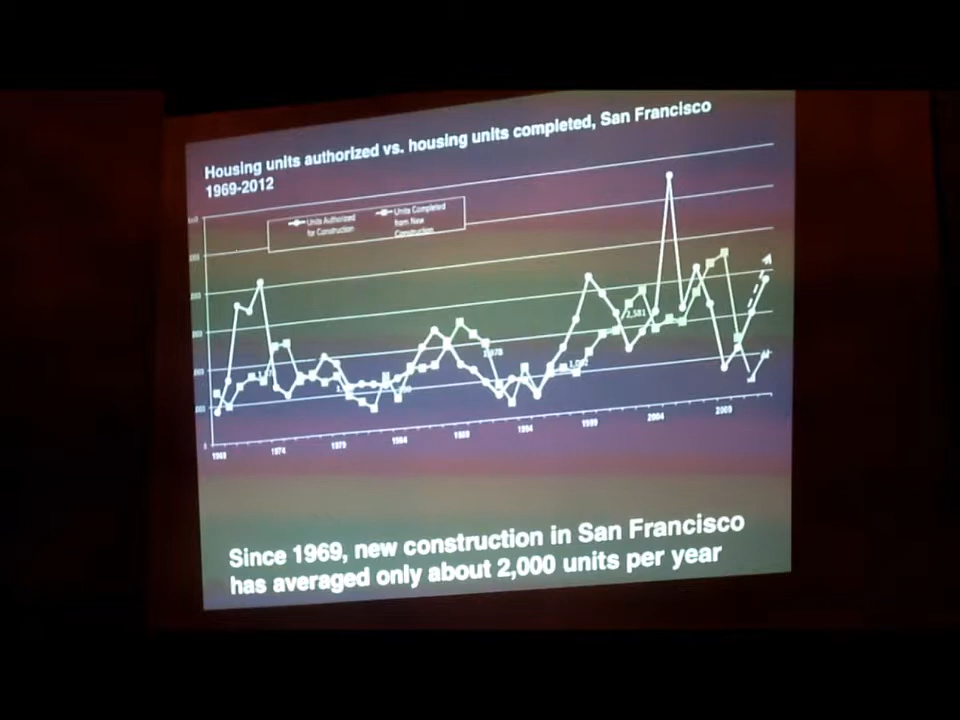 Housing units authorized vs. housing units completed, San Francisco
1969-2012
Units Authorized
for Construction
Units Completed
from New
Construction
2,581
1969
1974
1979
1984
1989
1994
1999
2004
2009
Since 1969, new construction in San Francisco
has averaged only about 2,000 units per year